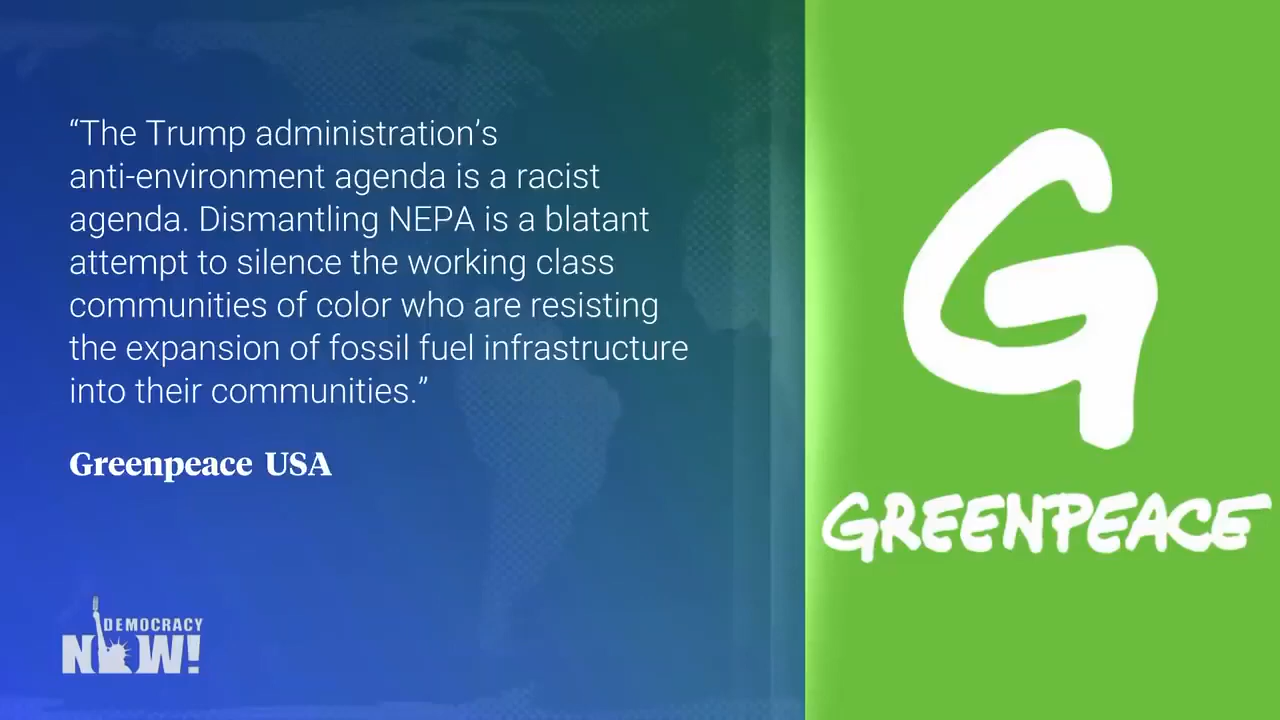 “The Trump administration’s
anti-environment agenda is a racist
agenda. Dismantling NEPA is a blatant
attempt to silence the working class
communities of color who are resisting
the expansion of fossil fuel infrastructure
into their communities.”
Greenpeace USA
DEMOCRACY
NOW!
G
GREENPEACE